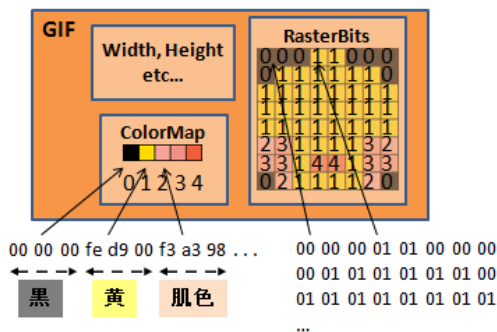 GIF
Width, Height
etc...
ColorMap
0 1 2 3 4
RasterBits
0 0 0 1 1 0 0 0
0 1 1 1 1 1 1 0
1 1 1 1 1 1 1 1
1 1 1 1 1 1 1 1
1 1 1 1 1 1 1 1
2 3 1 1 1 1 3 2
3 3 1 4 4 1 3 3
0 2 1 1 1 1 2 0
00 00 00 fe d9 00 f3 a3 98 ...
黒 黄 肌色
00 00 00 01 01 00 00 00
00 01 01 01 01 01 01 00
01 01 01 01 01 01 01 01
...